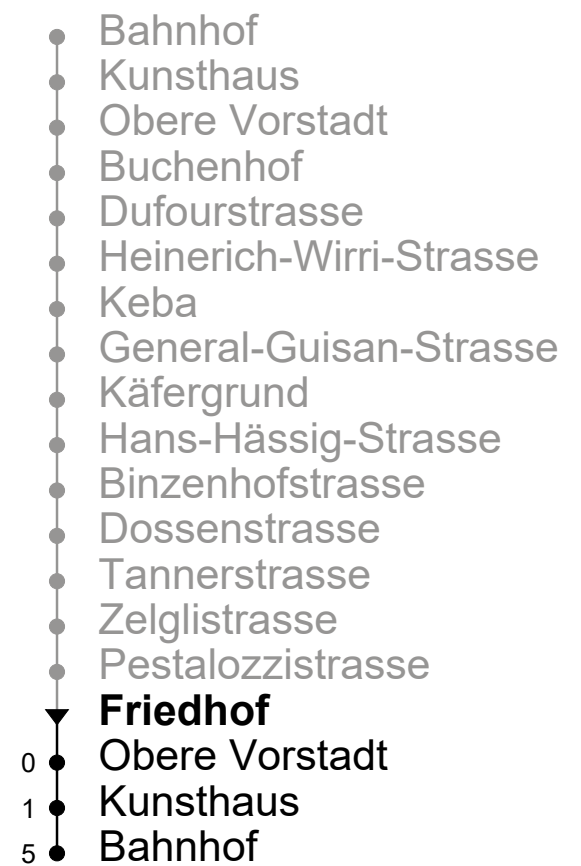 Bahnhof
Kunsthaus
Obere Vorstadt
Buchenhof
Dufourstrasse
Heinerich-Wirri-Strasse
Keba
General-Guisan-Strasse
Käfergrund
Hans-Hässig-Strasse
Binzenhofstrasse
Dossenstrasse
Tannerstrasse
Zelglistrasse
Pestalozzistrasse
Friedhof
0 Obere Vorstadt
1 Kunsthaus
5 Bahnhof